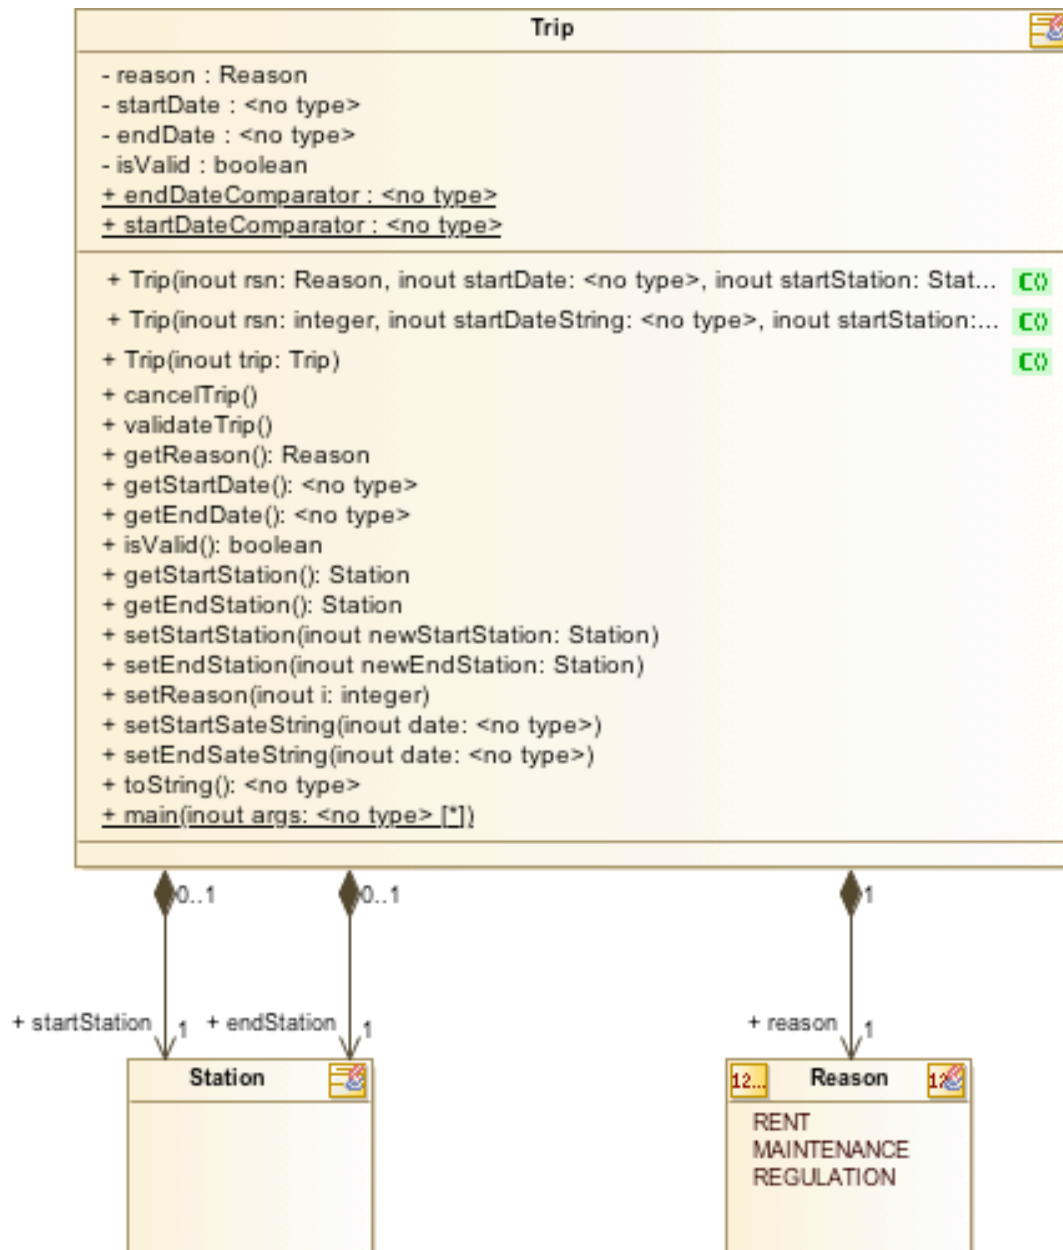 Trip
- reason : Reason
- startDate : <no type>
- endDate : <no type>
- isValid : boolean
+ endDateComparator : <no type>
+ startDateComparator : <no type>
+ Trip(inout rsn: Reason, inout startDate: <no type>, inout startStation: Stat...
+ Trip(inout rsn: integer, inout startDateString: <no type>, inout startStation:...
+ Trip(inout trip: Trip)
+ cancelTrip()
+ validateTrip()
+ getReason(): Reason
+ getStartDate(): <no type>
+ getEndDate(): <no type>
+ isValid(): boolean
+ getStartStation(): Station
+ getEndStation(): Station
+ setStartStation(inout newStartStation: Station)
+ setEndStation(inout newEndStation: Station)
+ setReason(inout i: integer)
+ setStartSateString(inout date: <no type>)
+ setEndSateString(inout date: <no type>)
+ toString(): <no type>
+ main(inout args: <no type> [*])
0..1 0..1 1
+ startStation 1 + endStation 1 + reason 1
Station
12... Reason 12
RENT
MAINTENANCE
REGULATION